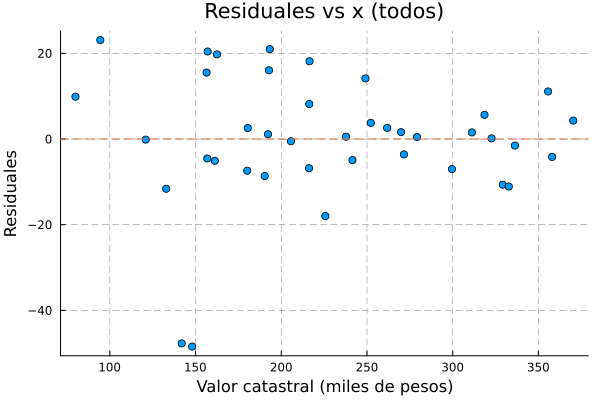 Residuales vs x (todos)
20
0
−20
−40
Residuales
100 150 200 250 300 350
Valor catastral (miles de pesos)